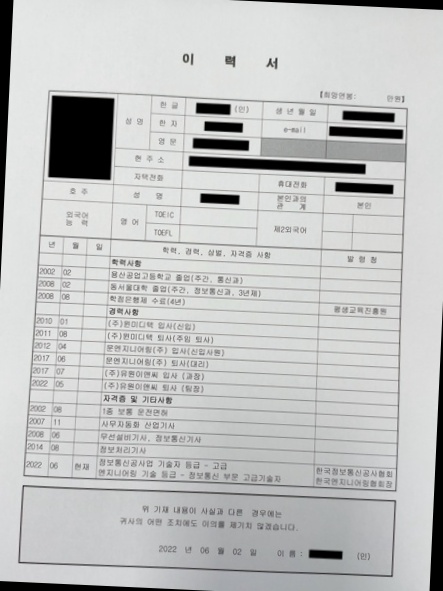 이 력 서
[희망연봉: 만원]
성 명 한 글 (인) 생 년 월 일
한 자 e-mail
영 문
현 주 소
자택전화 휴대전화
호 주 성 명 본인과의 관 계 본인
외국어 능 력 영 어 TOEIC 제2외국어
TOEFL
년 월 일 학력, 경력, 상벌, 자격증 사항 발 령 청
학력사항
2002 02 용산공업고등학교 졸업(주간, 통신과)
2008 02 동서울대학 졸업(주간, 정보통신과, 3년제)
2008 08 학점은행제 수료(4년) 평생교육진흥원
경력사항
2010 01 (주)윈미디텍 입사(신입)
2011 08 (주)윈미디텍 퇴사(주임 퇴사)
2012 04 문엔지니어링(주) 입사(신입사원)
2017 06 문엔지니어링(주) 퇴사(대리)
2017 07 (주)유원이앤씨 입사 (과장)
2022 05 (주)유원이앤씨 퇴사 (팀장)
자격증 및 기타사항
2002 08 1종 보통 운전면허
2007 11 사무자동화 산업기사
2008 06 무선설비기사, 정보통신기사
2014 08 정보처리기사
2022 06 현재 정보통신공사업 기술자 등급 - 고급 한국정보통신공사협회
엔지니어링 기술 등급 - 정보통신 부문 고급기술자 한국엔지니어링협회장
위 기재 내용이 사실과 다른 경우에는
귀사의 어떤 조치에도 이의를 제기치 않겠습니다.
2022 년 06 월 02 일 이 름 : (인)